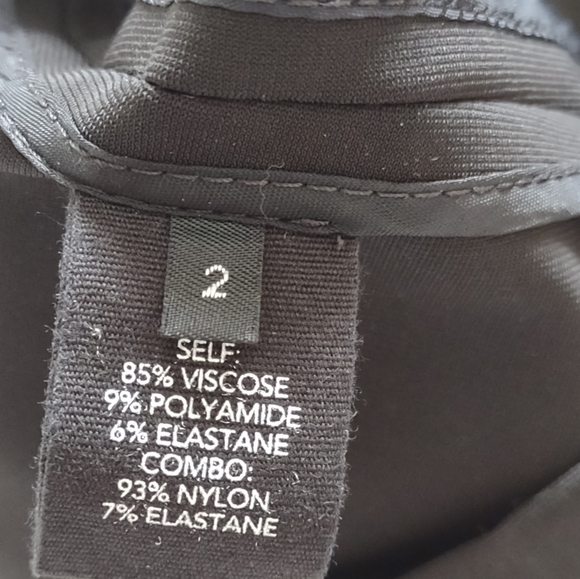 2
SELF:
85% VISCOSE
9% POLYAMIDE
6% ELASTANE
COMBO:
93% NYLON
7% ELASTANE